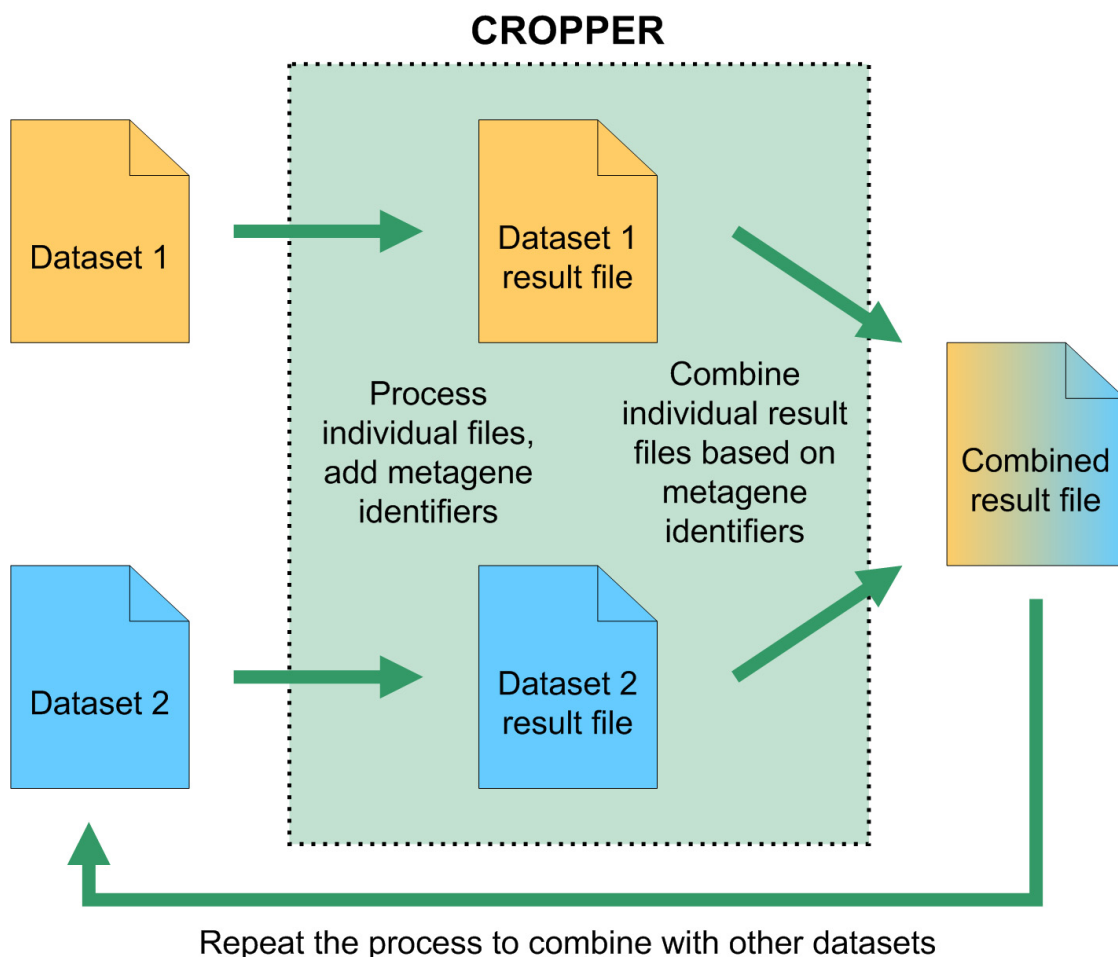 CROPPER
Dataset 1
Dataset 1
result file
Process
individual files,
add metagene
identifiers
Combine
individual result
files based on
metagene
identifiers
Combined
result file
Dataset 2
Dataset 2
result file
Repeat the process to combine with other datasets